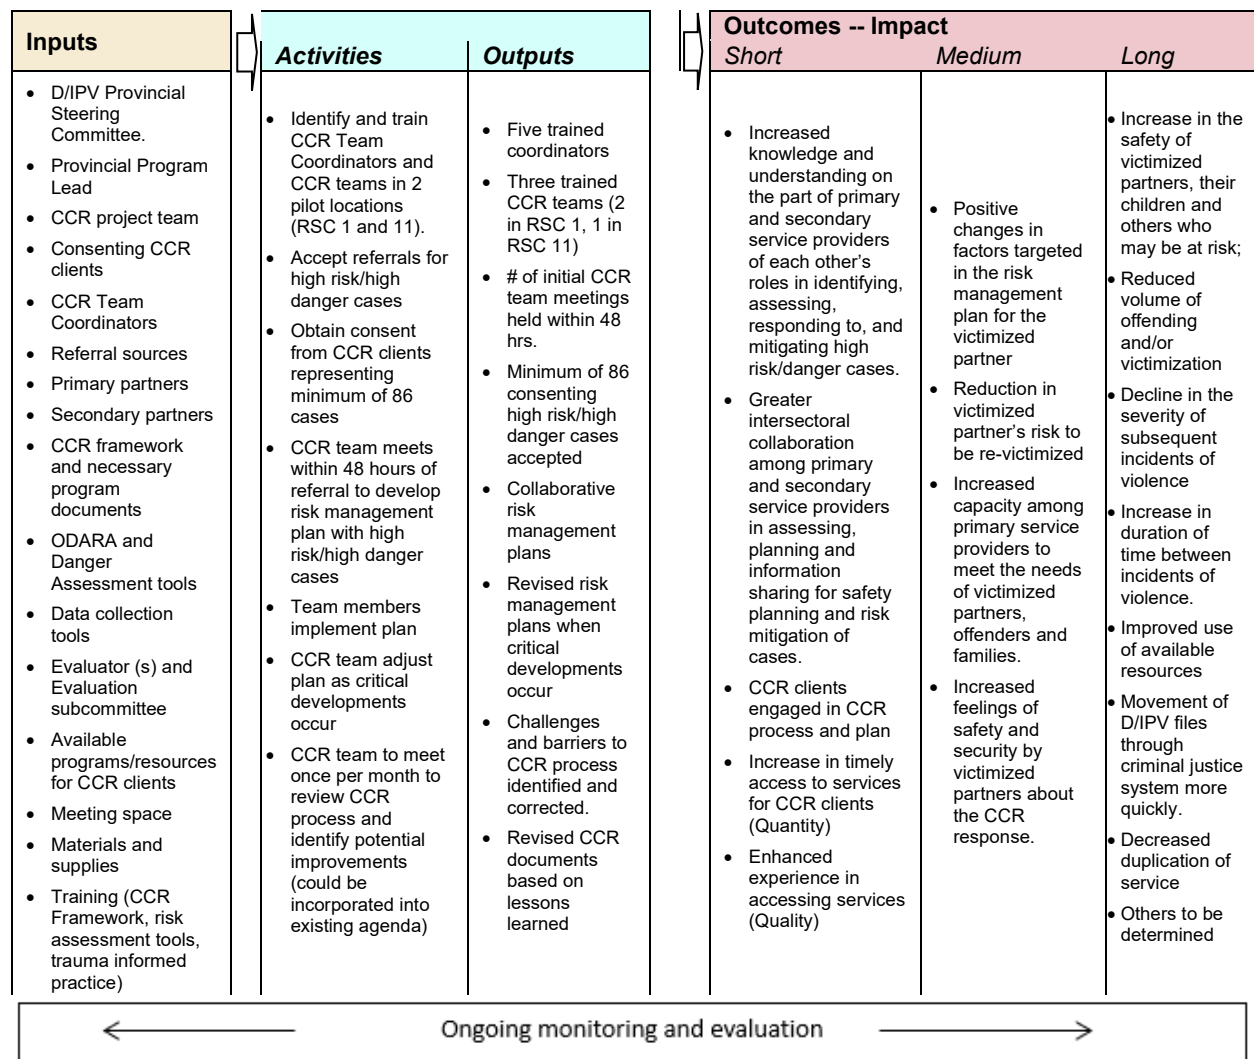 Inputs
• D/IPV Provincial
Steering
Committee.
• Provincial Program
Lead
• CCR project team
• Consenting CCR
clients
• CCR Team
Coordinators
• Referral sources
• Primary partners
• Secondary partners
• CCR framework
and necessary
program
documents
• ODARA and
Danger
Assessment tools
• Data collection
tools
• Evaluator (s) and
Evaluation
subcommittee
• Available
programs/resources
for CCR clients
• Meeting space
• Materials and
supplies
• Training (CCR
Framework, risk
assessment tools,
trauma informed
practice)
Activities
• Identify and train
CCR Team
Coordinators and
CCR teams in 2
pilot locations
(RSC 1 and 11).
• Accept referrals for
high risk/high
danger cases
• Obtain consent
from CCR clients
representing
minimum of 86
cases
• CCR team meets
within 48 hours of
referral to develop
risk management
plan with high
risk/high danger
cases
• Team members
implement plan
• CCR team adjust
plan as critical
developments
occur
• CCR team to meet
once per month to
review CCR
process and
identify potential
improvements
(could be
incorporated into
existing agenda)
Outputs
• Five trained
coordinators
• Three trained
CCR teams (2
in RSC 1, 1 in
RSC 11)
• # of initial CCR
team meetings
held within 48
hrs.
• Minimum of 86
consenting
high risk/high
danger cases
accepted
• Collaborative
risk
management
plans
• Revised risk
management
plans when
critical
developments
occur
• Challenges
and barriers to
CCR process
identified and
corrected.
• Revised CCR
documents
based on
lessons
learned
Outcomes -- Impact
Short
• Increased
knowledge and
understanding on
the part of primary
and secondary
service providers
of each other's
roles in identifying,
assessing,
responding to, and
mitigating high
risk/danger cases.
• Greater
intersectoral
collaboration
among primary
and secondary
service providers
in assessing,
planning and
information
sharing for safety
planning and risk
mitigation of
cases.
• CCR clients
engaged in CCR
process and plan
• Increase in timely
access to services
for CCR clients
(Quantity)
• Enhanced
experience in
accessing services
(Quality)
Medium
• Positive
changes in
factors targeted
in the risk
management
plan for the
victimized
partner
• Reduction in
victimized
partner's risk to
be re-victimized
• Increased
capacity among
primary service
providers to
meet the needs
of victimized
partners,
offenders and
families.
• Increased
feelings of
safety and
security by
victimized
partners about
the CCR
response.
Long
• Increase in the
safety of
victimized
partners, their
children and
others who
may be at risk;
• Reduced
volume of
offending
and/or
victimization
• Decline in the
severity of
subsequent
incidents of
violence
• Increase in
duration of
time between
incidents of
violence.
• Improved use
of available
resources
• Movement of
D/IPV files
through
criminal justice
system more
quickly.
• Decreased
duplication of
service
• Others to be
determined
Ongoing monitoring and evaluation